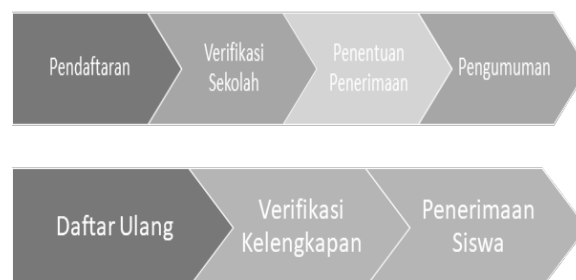 Pendaftaran
Verifikasi
Sekolah
Penentuan
Penerimaan
Pengumuman
Daftar Ulang
Verifikasi
Kelengkapan
Penerimaan
Siswa